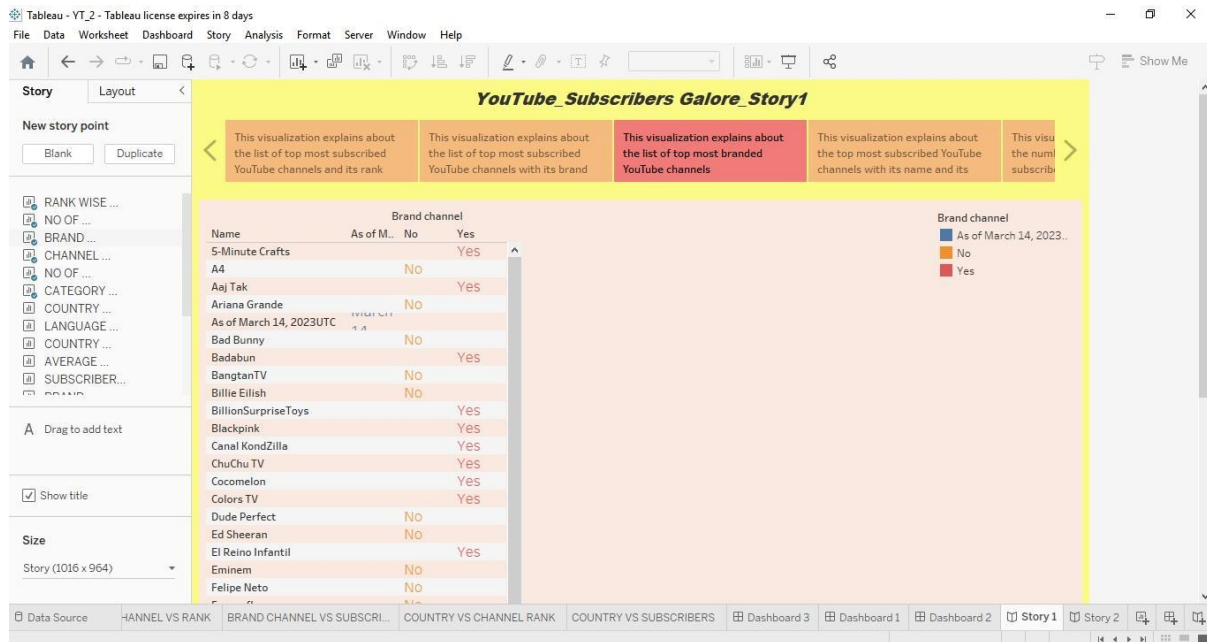 Tableau - YT_2 - Tableau license expires in 8 days
File Data Worksheet Dashboard Story Analysis Format Server Window Help
Show Me
Story Layout
New story point
Blank Duplicate
RANK WISE ...
NO OF ...
BRAND ...
CHANNEL ...
NO OF ...
CATEGORY ...
COUNTRY ...
LANGUAGE ...
COUNTRY ...
AVERAGE ...
SUBSCRIBER...
A Drag to add text
Show title
Size
Story (1016 x 964)
YouTube_Subscribers Galore_Story1
This visualization explains about
the list of top most subscribed
YouTube channels and its rank
This visualization explains about
the list of top most subscribed
YouTube channels with its brand
This visualization explains about
the list of top most branded
YouTube channels
This visualization explains about
the top most subscribed YouTube
channels with its name and its
This visu
the num
subscrib
Brand channel
Name As of M.. No Yes
5-Minute Crafts Yes
A4 No
Aaj Tak Yes
Ariana Grande No
As of March 14, 2023UTC March 14
Bad Bunny No
Badabun Yes
BangtanTV No
Billie Eilish No
BillionSurpriseToys Yes
Blackpink Yes
Canal KondZilla Yes
ChuChu TV Yes
Cocomelon Yes
Colors TV Yes
Dude Perfect No
Ed Sheeran No
El Reino Infantil Yes
Eminem No
Felipe Neto No
Brand channel
As of March 14, 2023..
No
Yes
Data Source HANNEL VS RANK BRAND CHANNEL VS SUBSCRI... COUNTRY VS CHANNEL RANK COUNTRY VS SUBSCRIBERS Dashboard 3 Dashboard 1 Dashboard 2 Story 1 Story 2